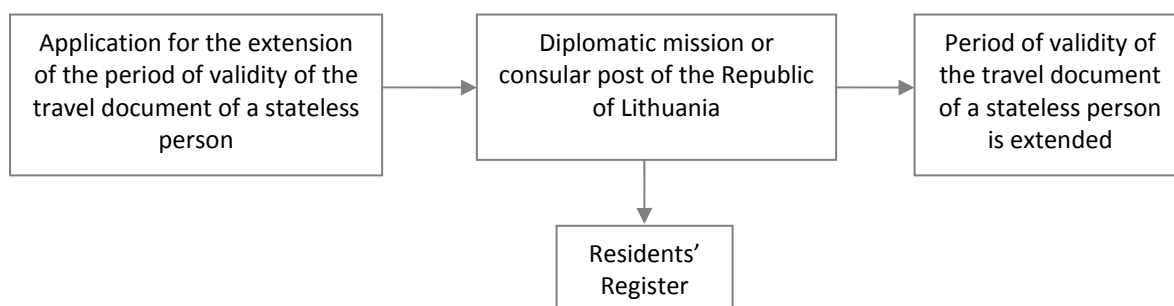 Application for the extension
of the period of validity of the
travel document of a stateless
person
Diplomatic mission or
consular post of the Republic
of Lithuania
Period of validity of
the travel document
of a stateless person
is extended
Residents’
Register